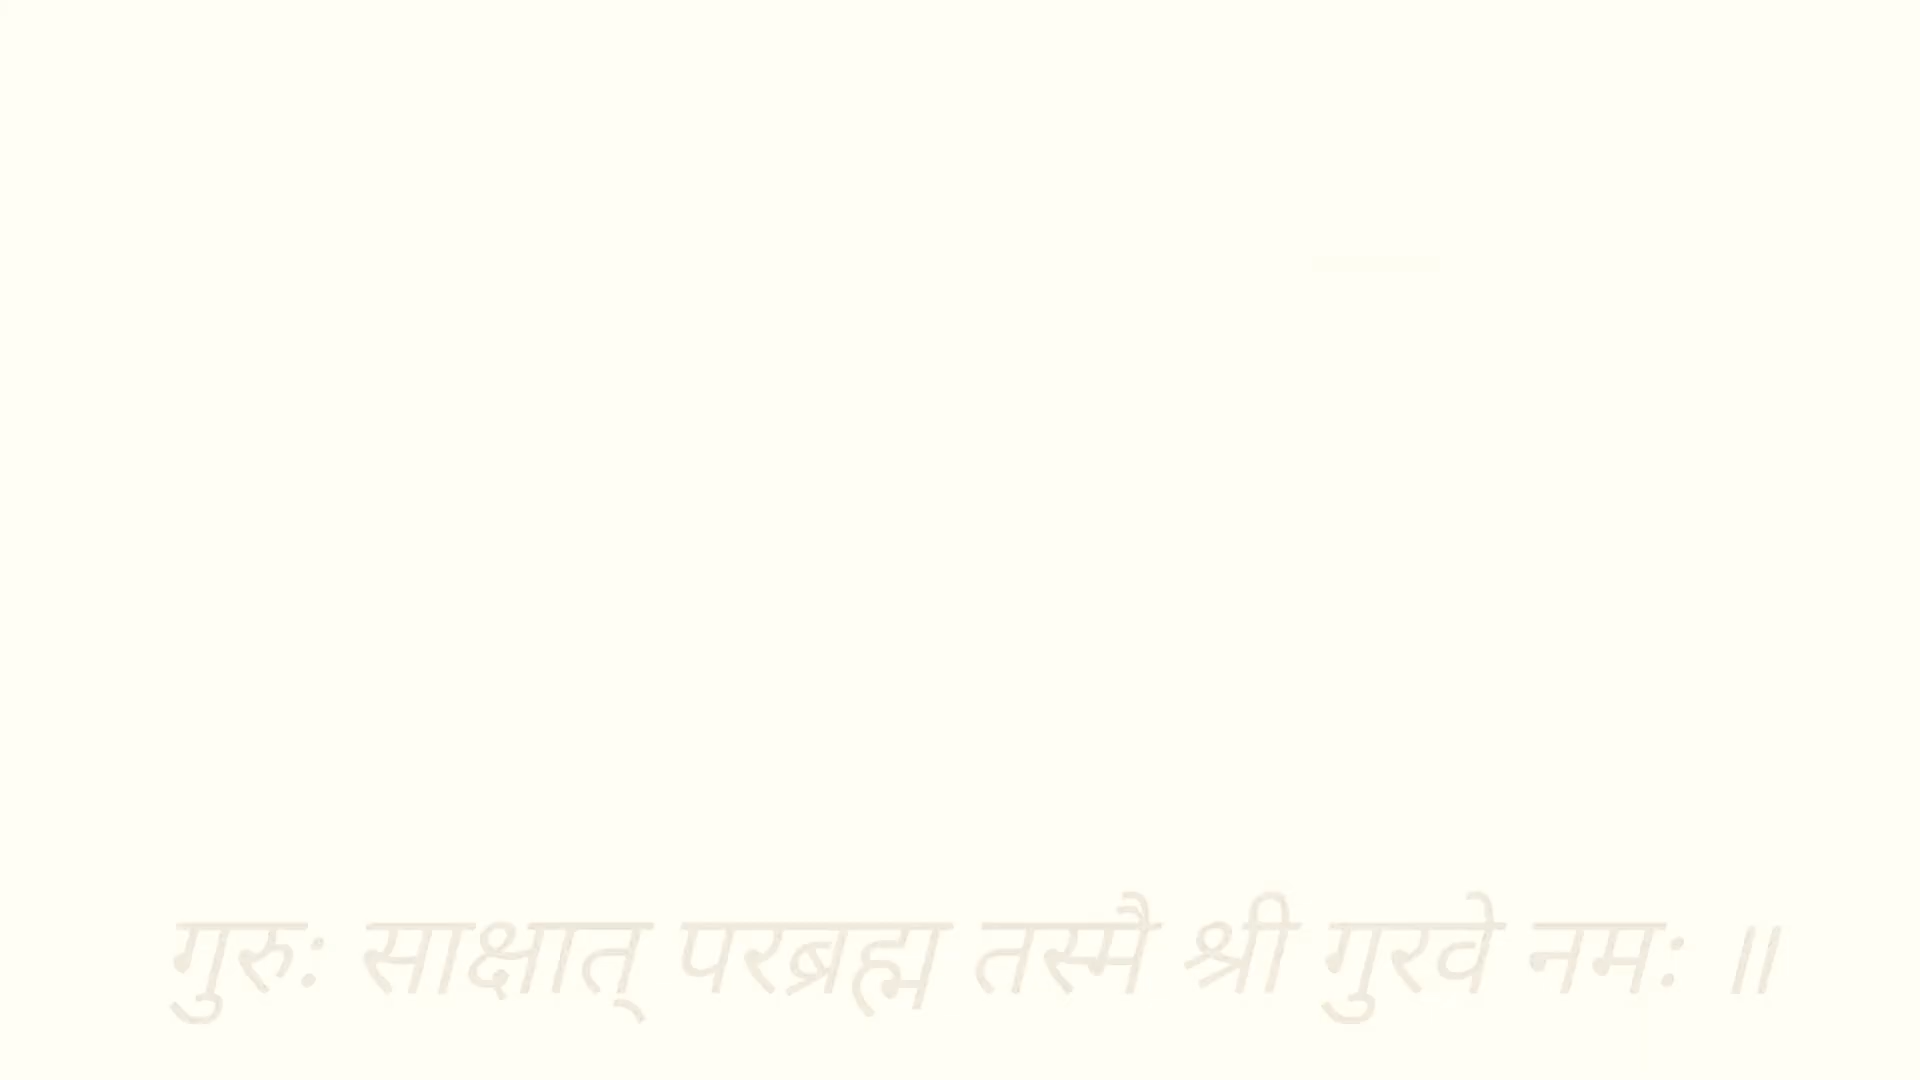 गुरुः साक्षात् परब्रह्म तस्मै श्री गुरवे नमः ॥